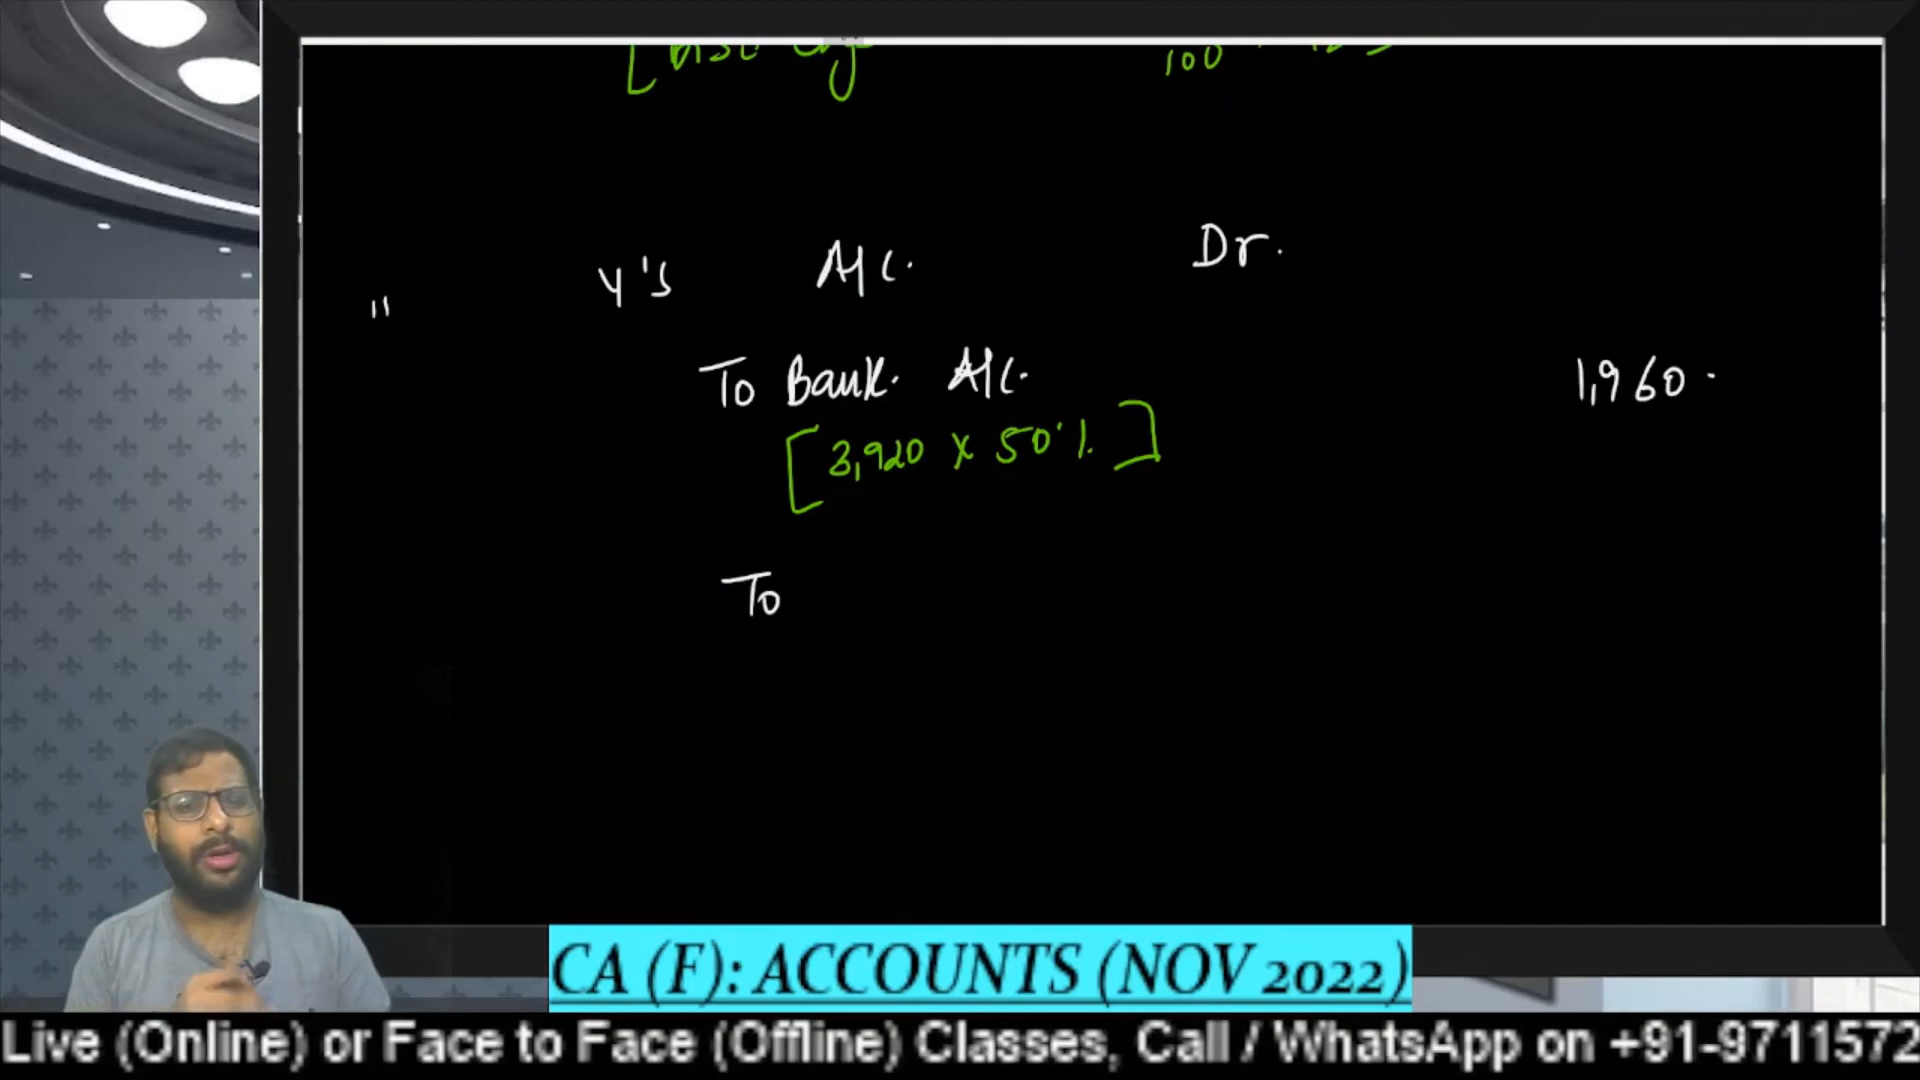 [
100
Y's A/c. Dr.
"
To Bank. A/c. 1,960.
[3,920 x 50%.]
To
CA (F): ACCOUNTS (NOV 2022)
Live (Online) or Face to Face (Offline) Classes, Call / WhatsApp on +91-9711572